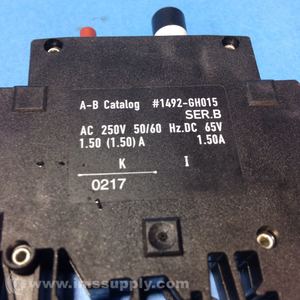 A-B Catalog #1492-GH015
SER.B
AC 250V 50/60 Hz.DC 65V
1.50 (1.50) A 1.50A
K I
0217
www.imssupply.com